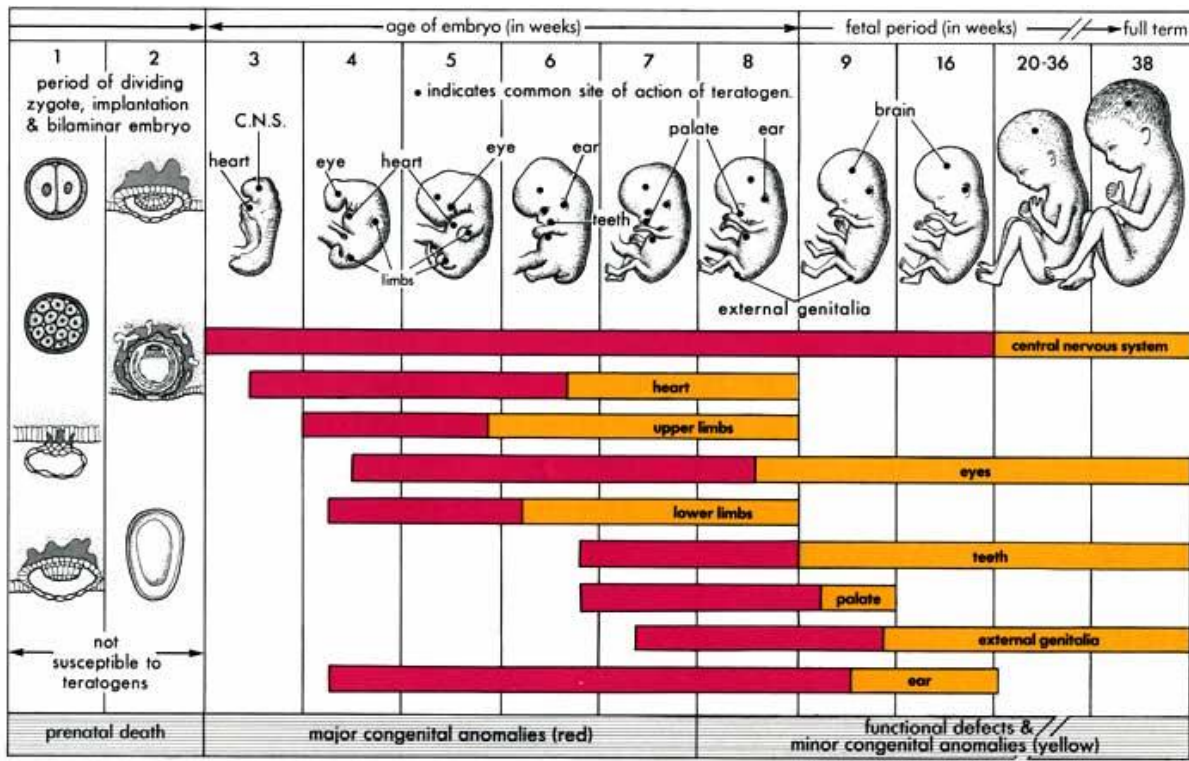 age of embryo (in weeks)
fetal period (in weeks)
full term
1
2
3
4
5
6
7
8
9
16
20-36
38
period of dividing
zygote, implantation
& bilaminar embryo
• indicates common site of action of teratogen.
C.N.S.
heart
eye
heart
eye
ear
palate
ear
brain
teeth
limbs
external genitalia
central nervous system
heart
upper limbs
eyes
lower limbs
teeth
palate
external genitalia
ear
not
susceptible to
teratogens
prenatal death
major congenital anomalies (red)
functional defects &
minor congenital anomalies (yellow)